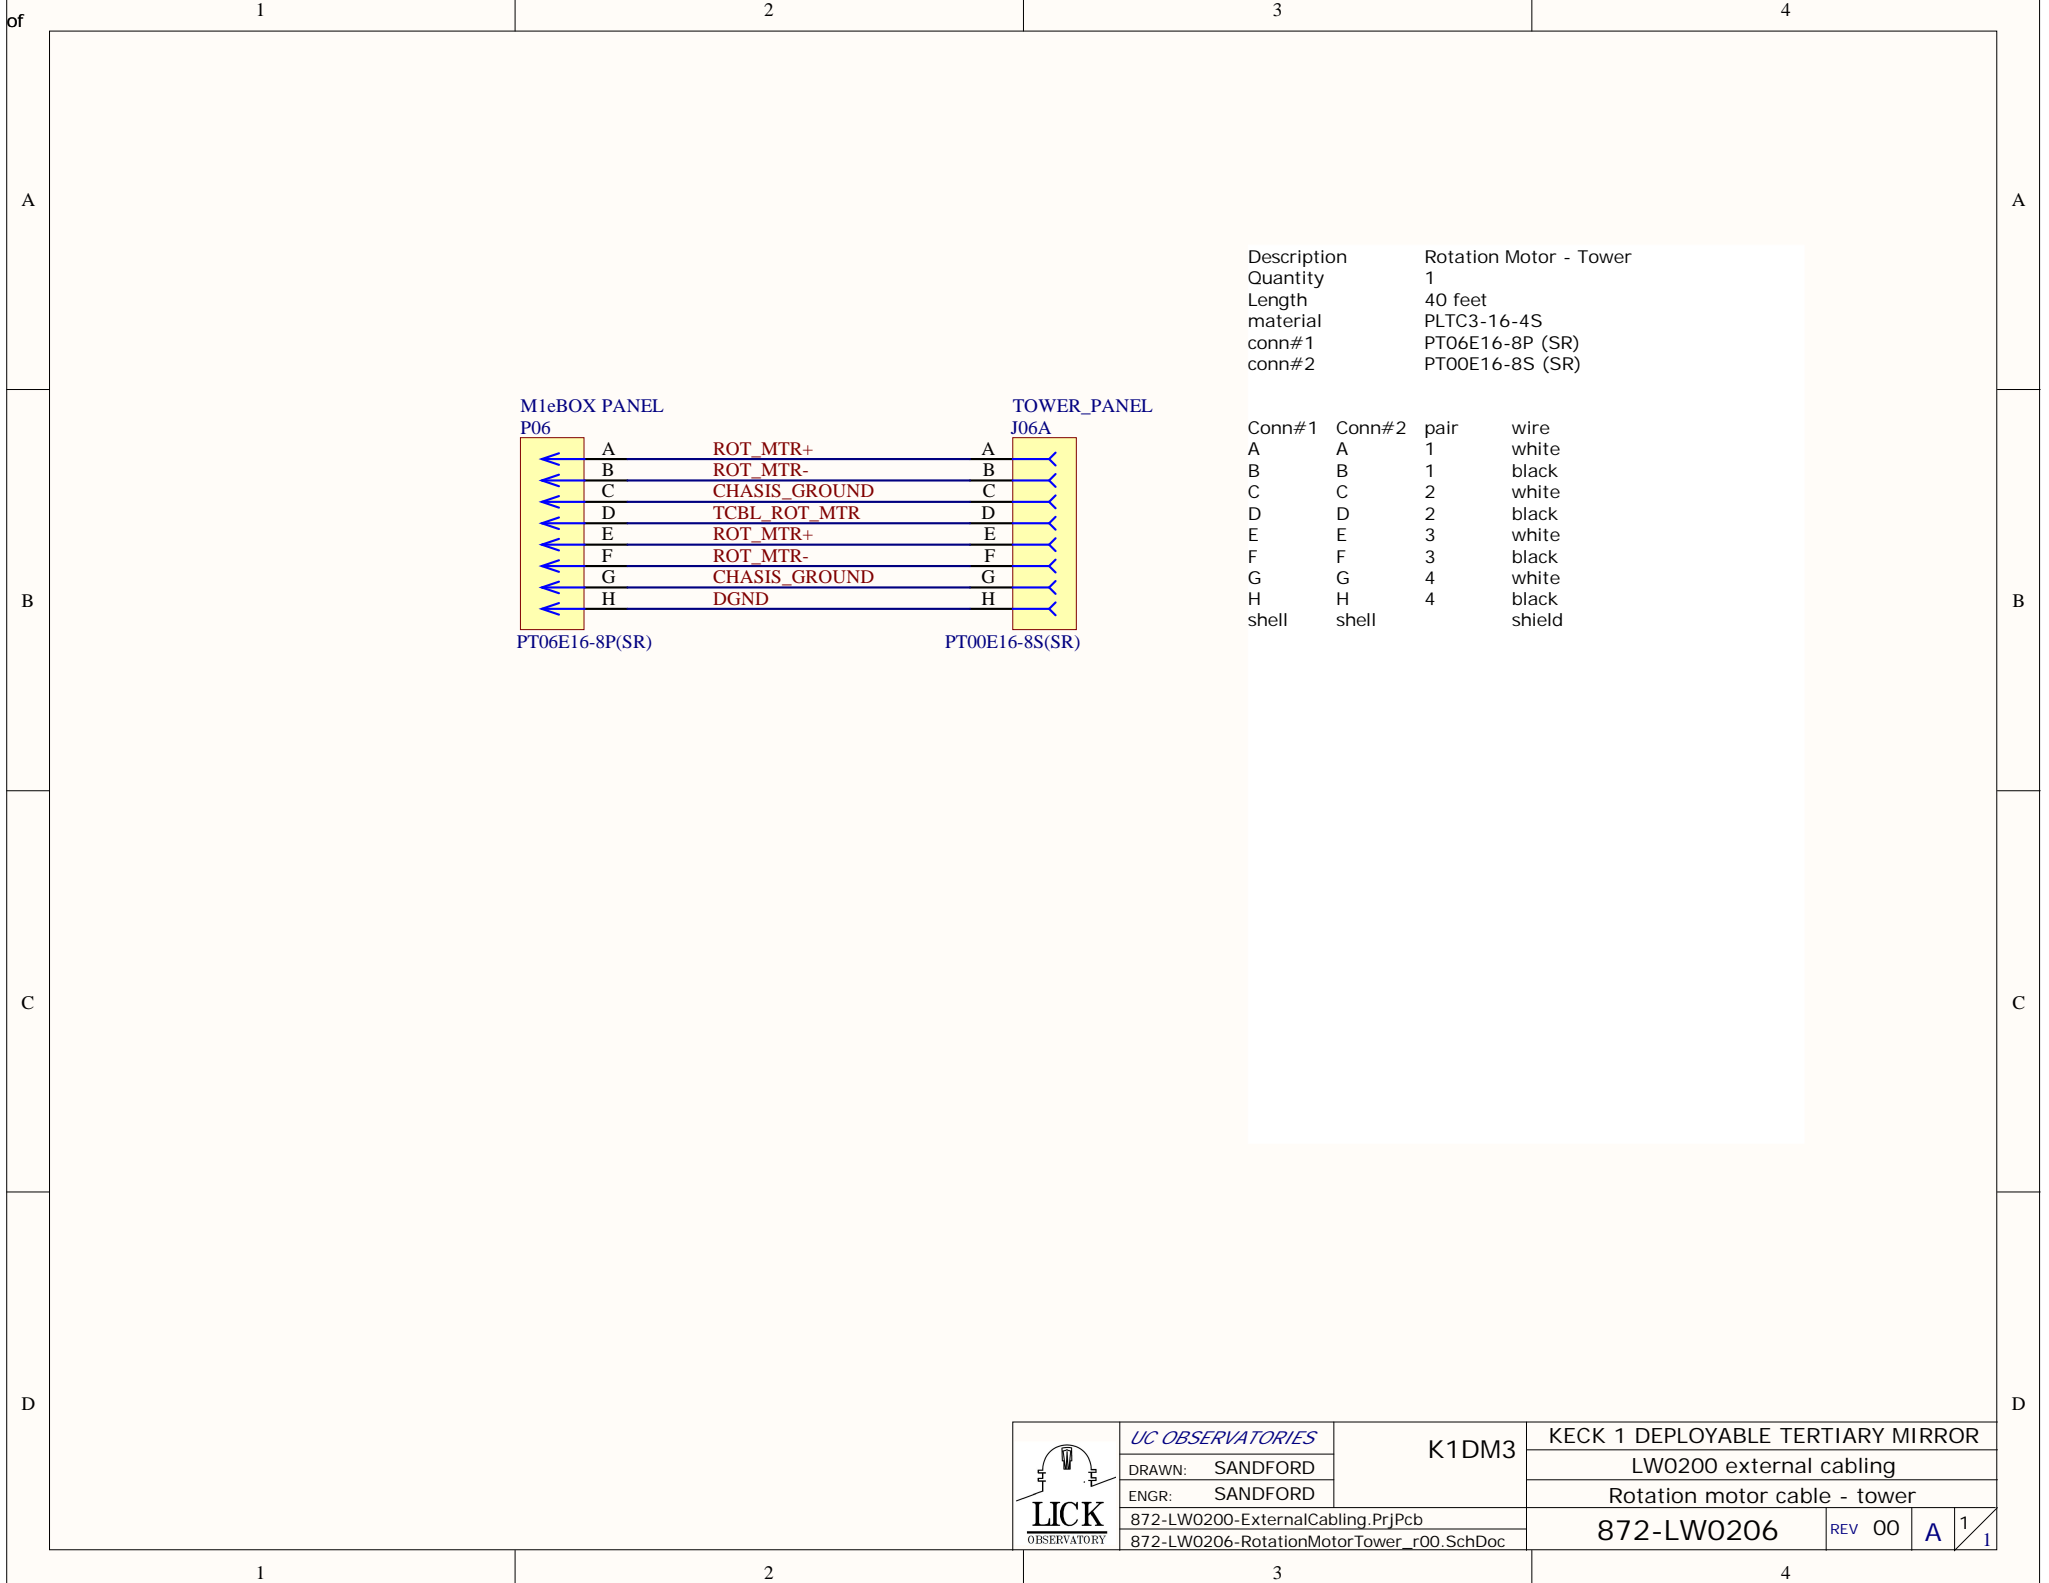 of
1 2 3 4
A A
Description Rotation Motor - Tower
Quantity 1
Length 40 feet
material PLTC3-16-4S
conn#1 PT06E16-8P (SR)
conn#2 PT00E16-8S (SR)
M1eBOX PANEL TOWER_PANEL
P06 J06A
A ROT_MTR+ A
B ROT_MTR- B
C CHASIS_GROUND C
D TCBL_ROT_MTR D
E ROT_MTR+ E
F ROT_MTR- F
G CHASIS_GROUND G
H DGND H
PT06E16-8P(SR) PT00E16-8S(SR)
Conn#1 Conn#2 pair wire
A A 1 white
B B 1 black
C C 2 white
D D 2 black
E E 3 white
F F 3 black
G G 4 white
H H 4 black
shell shell shield
B B
C C
D D
LICK
OBSERVATORY
UC OBSERVATORIES
DRAWN: SANDFORD
ENGR: SANDFORD
K1DM3
872-LW0200-ExternalCabling.PrjPcb
872-LW0206-RotationMotorTower_r00.SchDoc
KECK 1 DEPLOYABLE TERTIARY MIRROR
LW0200 external cabling
Rotation motor cable - tower
872-LW0206 REV 00 A 1/1
1 2 3 4